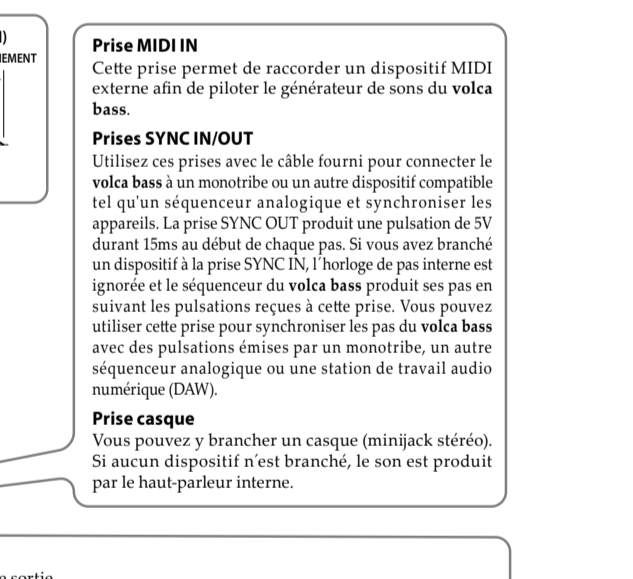 )
EMENT
Prise MIDI IN
Cette prise permet de raccorder un dispositif MIDI
externe afin de piloter le générateur de sons du volca
bass.
Prises SYNC IN/OUT
Utilisez ces prises avec le câble fourni pour connecter le
volca bass à un monotribe ou un autre dispositif compatible
tel qu'un séquenceur analogique et synchroniser les
appareils. La prise SYNC OUT produit une pulsation de 5V
durant 15ms au début de chaque pas. Si vous avez branché
un dispositif à la prise SYNC IN, l'horloge de pas interne est
ignorée et le séquenceur du volca bass produit ses pas en
suivant les pulsations reçues à cette prise. Vous pouvez
utiliser cette prise pour synchroniser les pas du volca bass
avec des pulsations émises par un monotribe, un autre
séquenceur analogique ou une station de travail audio
numérique (DAW).
Prise casque
Vous pouvez y brancher un casque (minijack stéréo).
Si aucun dispositif n'est branché, le son est produit
par le haut-parleur interne.
sortie